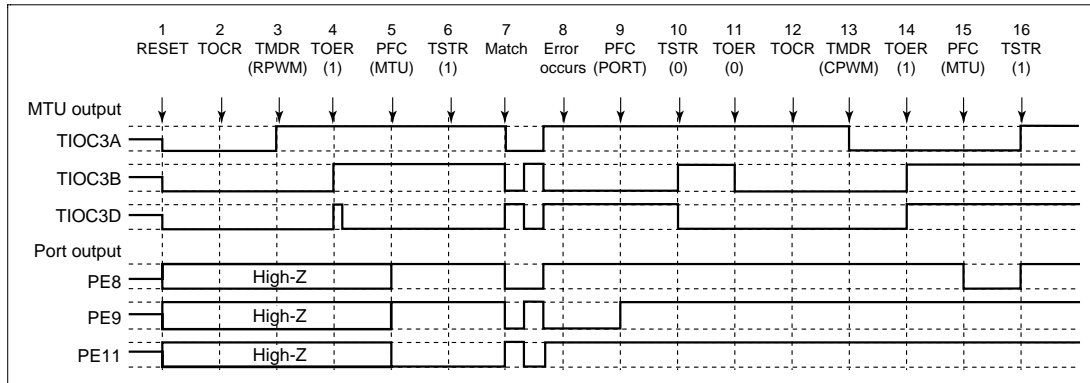 1 2 3 4 5 6 7 8 9 10 11 12 13 14 15 16
RESET TOCR TMDR TOER PFC TSTR Match Error PFC TSTR TOER TOCR TMDR TOER PFC TSTR
(RPWM) (1) (MTU) (1) occurs (PORT) (0) (0) (CPWM) (1) (MTU) (1)
MTU output
TIOC3A
TIOC3B
TIOC3D
Port output
PE8 High-Z
PE9 High-Z
PE11 High-Z